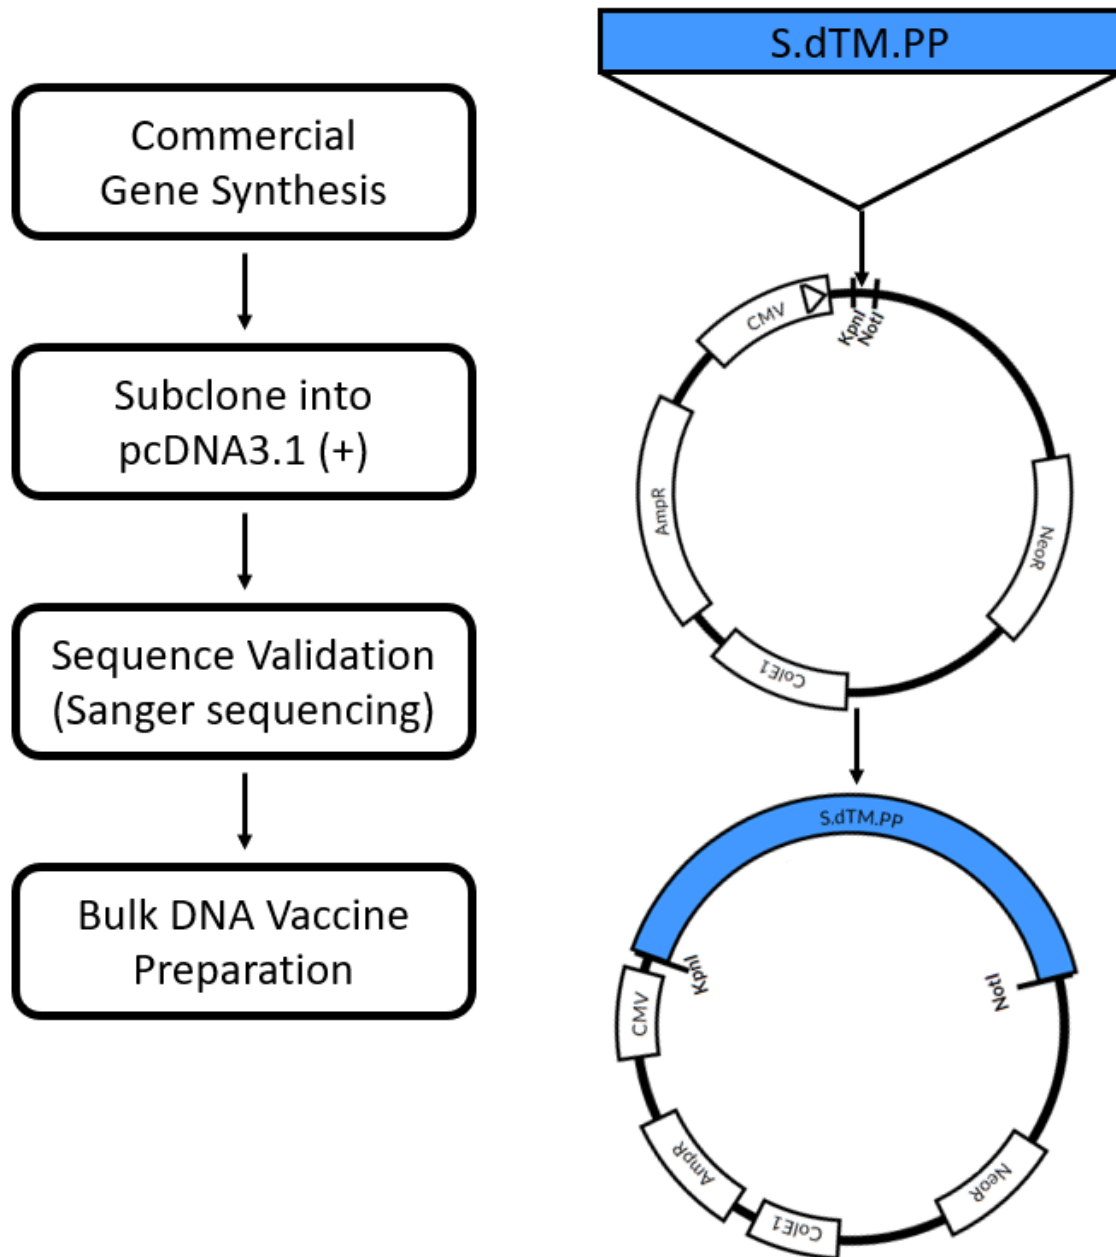 Commercial
Gene Synthesis
Subclone into
pcDNA3.1 (+)
Sequence Validation
(Sanger sequencing)
Bulk DNA Vaccine
Preparation
S.dTM.PP
CMV
KpnI
NotI
AmpR
NeoR
ColE1
S.dTM.PP
KpnI
NotI
CMV
AmpR
NeoR
ColE1